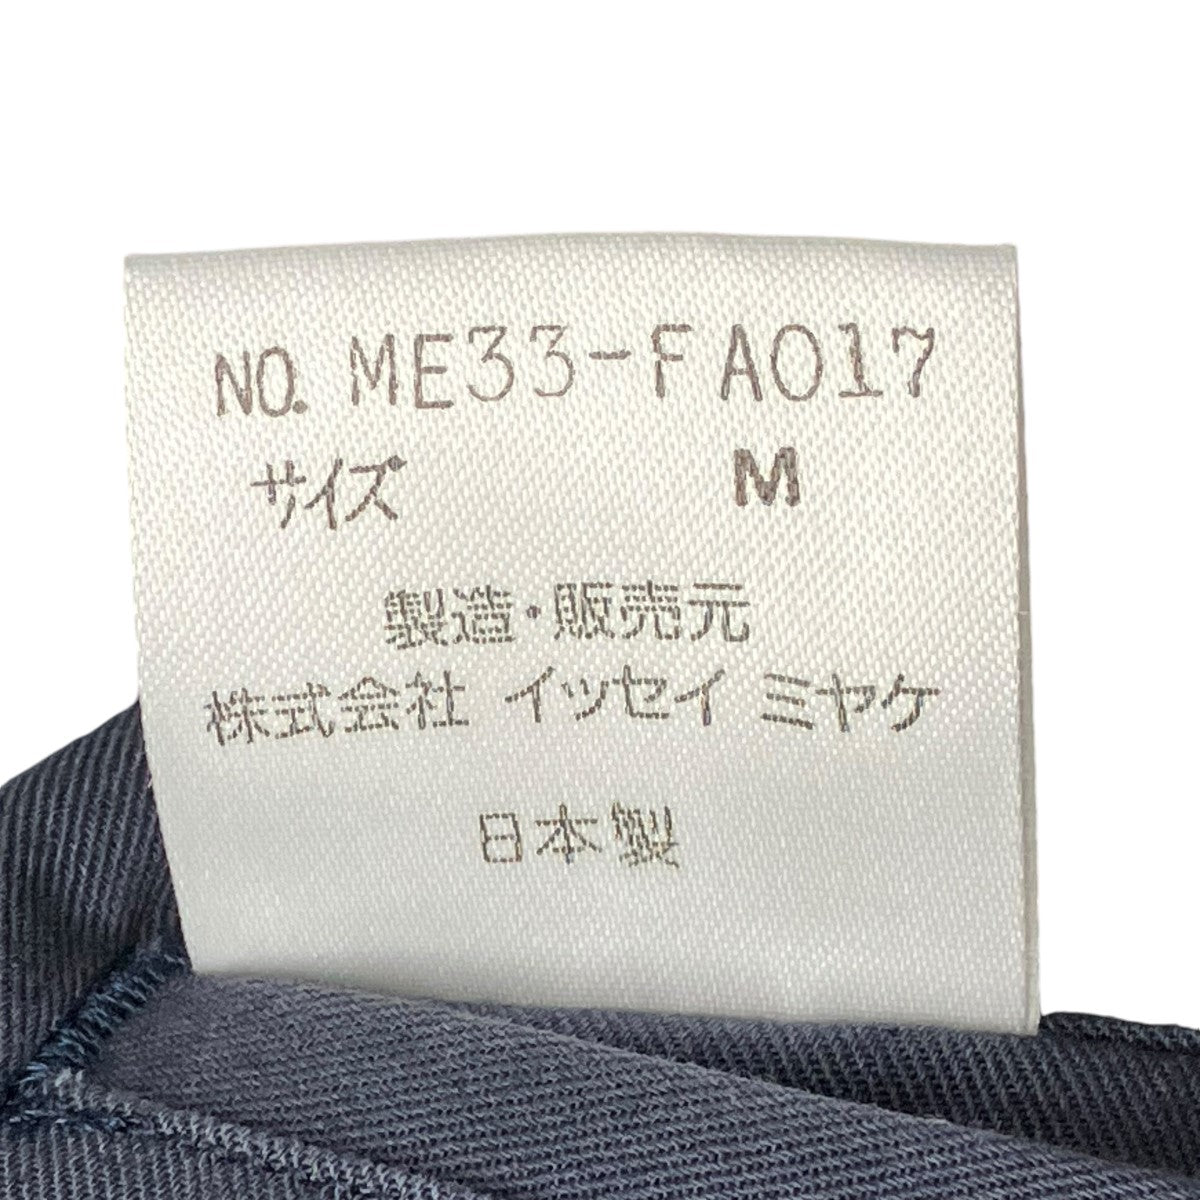 NO. ME33-FA017
サイズ M
製造・販売元
株式会社 イッセイ ミヤケ
日本製